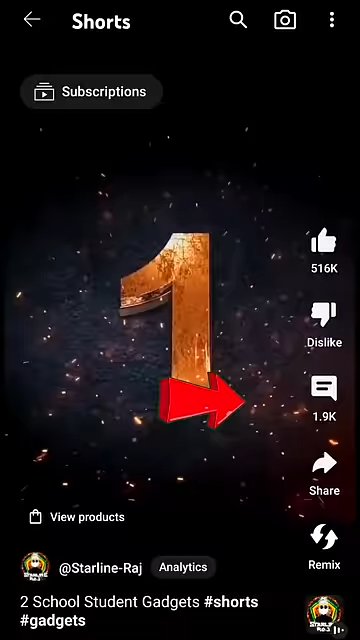 Shorts
Subscriptions
1
516K
Dislike
1.9K
Share
View products
Remix
@Starline-Raj
Analytics
2 School Student Gadgets #shorts
#gadgets